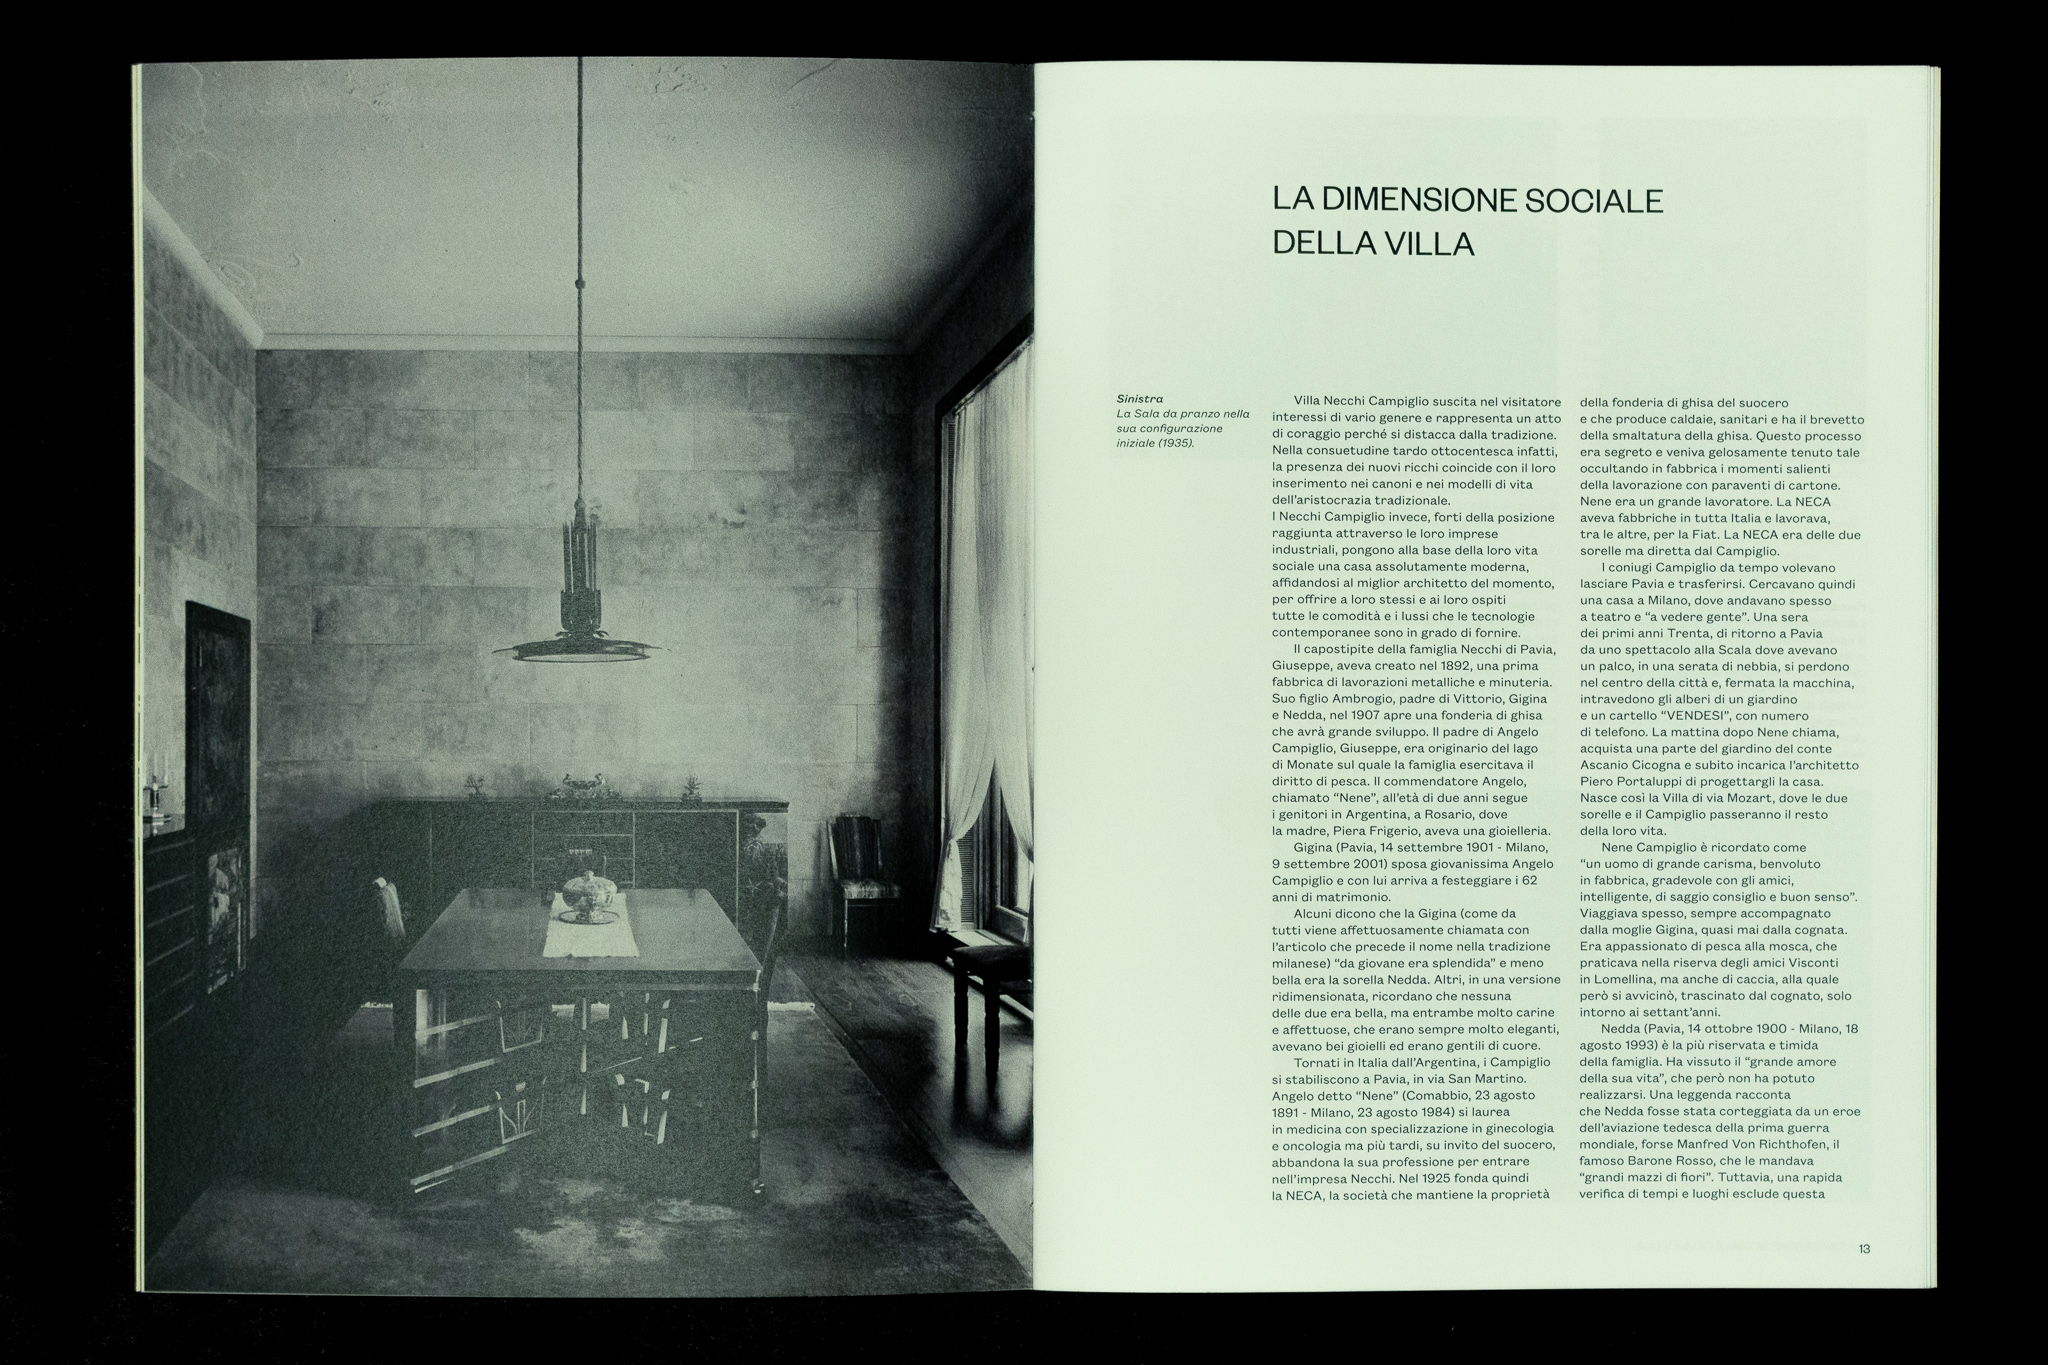 LA DIMENSIONE SOCIALE
DELLA VILLA
Sinistra
La Sala da pranzo nella
sua configurazione
iniziale (1935).
Villa Necchi Campiglio suscita nel visitatore
interessi di vario genere e rappresenta un atto
di coraggio perché si distacca dalla tradizione.
Nella consuetudine tardo ottocentesca infatti,
la presenza dei nuovi ricchi coincide con il loro
inserimento nei canoni e nei modelli di vita
dell'aristocrazia tradizionale.
I Necchi Campiglio invece, forti della posizione
raggiunta attraverso le loro imprese
industriali, pongono alla base della loro vita
sociale una casa assolutamente moderna,
affidandosi al miglior architetto del momento,
per offrire a loro stessi e ai loro ospiti
tutte le comodità e i lussi che le tecnologie
contemporanee sono in grado di fornire.
Il capostipite della famiglia Necchi di Pavia,
Giuseppe, aveva creato nel 1892, una prima
fabbrica di lavorazioni metalliche e minuteria.
Suo figlio Ambrogio, padre di Vittorio, Gigina
e Nedda, nel 1907 apre una fonderia di ghisa
che avrà grande sviluppo. Il padre di Angelo
Campiglio, Giuseppe, era originario del lago
di Monate sul quale la famiglia esercitava il
diritto di pesca. Il commendatore Angelo,
chiamato “Nene”, all'età di due anni segue
i genitori in Argentina, a Rosario, dove
la madre, Piera Frigerio, aveva una gioielleria.
Gigina (Pavia, 14 settembre 1901 - Milano,
9 settembre 2001) sposa giovanissima Angelo
Campiglio e con lui arriva a festeggiare i 62
anni di matrimonio.
Alcuni dicono che la Gigina (come da
tutti viene affettuosamente chiamata con
l'articolo che precede il nome nella tradizione
milanese) “da giovane era splendida” e meno
bella era la sorella Nedda. Altri, in una versione
ridimensionata, ricordano che nessuna
delle due era bella, ma entrambe molto carine
e affettuose, che erano sempre molto eleganti,
avevano bei gioielli ed erano gentili di cuore.
Tornati in Italia dall'Argentina, i Campiglio
si stabiliscono a Pavia, in via San Martino.
Angelo detto “Nene” (Comabbio, 23 agosto
1891 - Milano, 23 agosto 1984) si laurea
in medicina con specializzazione in ginecologia
e oncologia ma più tardi, su invito del suocero,
abbandona la sua professione per entrare
nell'impresa Necchi. Nel 1925 fonda quindi
la NECA, la società che mantiene la proprietà
della fonderia di ghisa del suocero
e che produce caldaie, sanitari e ha il brevetto
della smaltatura della ghisa. Questo processo
era segreto e veniva gelosamente tenuto tale
occultando in fabbrica i momenti salienti
della lavorazione con paraventi di cartone.
Nene era un grande lavoratore. La NECA
aveva fabbriche in tutta Italia e lavorava,
tra le altre, per la Fiat. La NECA era delle due
sorelle ma diretta dal Campiglio.
I coniugi Campiglio da tempo volevano
lasciare Pavia e trasferirsi. Cercavano quindi
una casa a Milano, dove andavano spesso
a teatro e “a vedere gente”. Una sera
dei primi anni Trenta, di ritorno a Pavia
da uno spettacolo alla Scala dove avevano
un palco, in una serata di nebbia, si perdono
nel centro della città e, fermata la macchina,
intravedono gli alberi di un giardino
e un cartello “VENDESI”, con numero
di telefono. La mattina dopo Nene chiama,
acquista una parte del giardino del conte
Ascanio Cicogna e subito incarica l'architetto
Piero Portaluppi di progettargli la casa.
Nasce così la Villa di via Mozart, dove le due
sorelle e il Campiglio passeranno il resto
della loro vita.
Nene Campiglio è ricordato come
“un uomo di grande carisma, benvoluto
in fabbrica, gradevole con gli amici,
intelligente, di saggio consiglio e buon senso”.
Viaggiava spesso, sempre accompagnato
dalla moglie Gigina, quasi mai dalla cognata.
Era appassionato di pesca alla mosca, che
praticava nella riserva degli amici Visconti
in Lomellina, ma anche di caccia, alla quale
però si avvicinò, trascinato dal cognato, solo
intorno ai settant'anni.
Nedda (Pavia, 14 ottobre 1900 - Milano, 18
agosto 1993) è la più riservata e timida
della famiglia. Ha vissuto il “grande amore
della sua vita”, che però non ha potuto
realizzarsi. Una leggenda racconta
che Nedda fosse stata corteggiata da un eroe
dell'aviazione tedesca della prima guerra
mondiale, forse Manfred Von Richthofen, il
famoso Barone Rosso, che le mandava
“grandi mazzi di fiori”. Tuttavia, una rapida
verifica di tempi e luoghi esclude questa
13